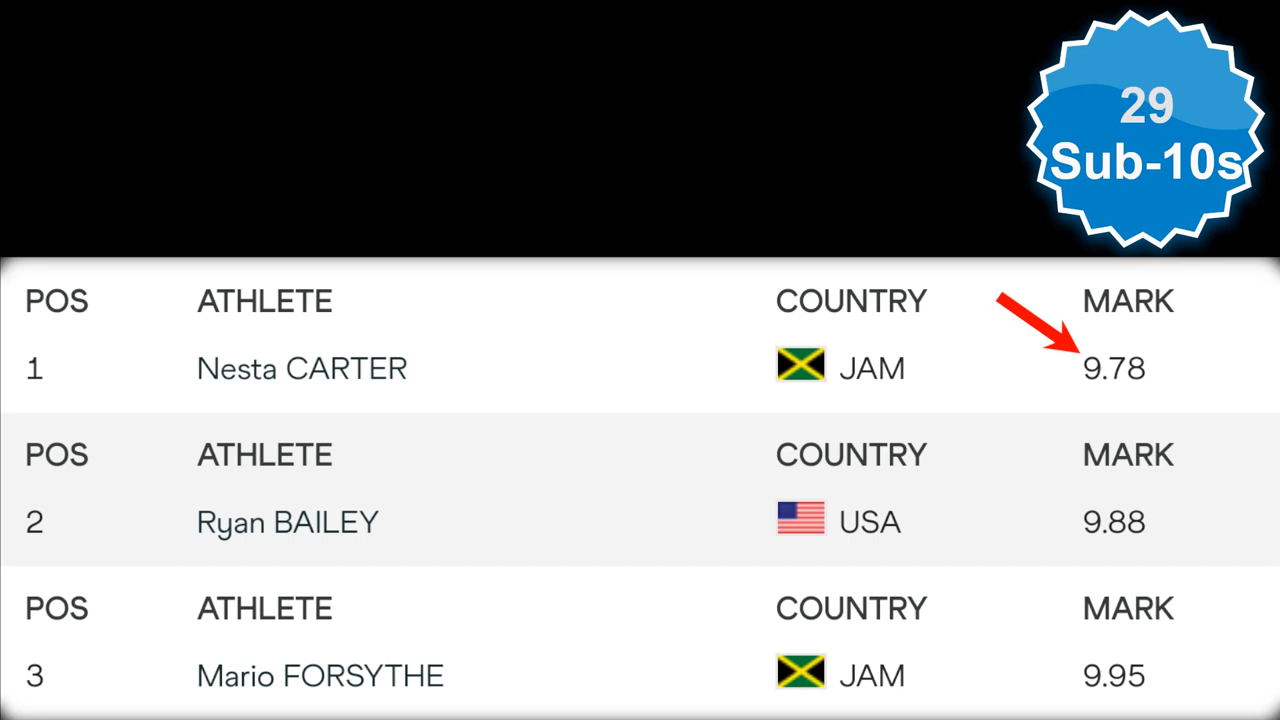 29
Sub-10s
POS ATHLETE COUNTRY MARK
1 Nesta CARTER JAM 9.78
POS ATHLETE COUNTRY MARK
2 Ryan BAILEY USA 9.88
POS ATHLETE COUNTRY MARK
3 Mario FORSYTHE JAM 9.95